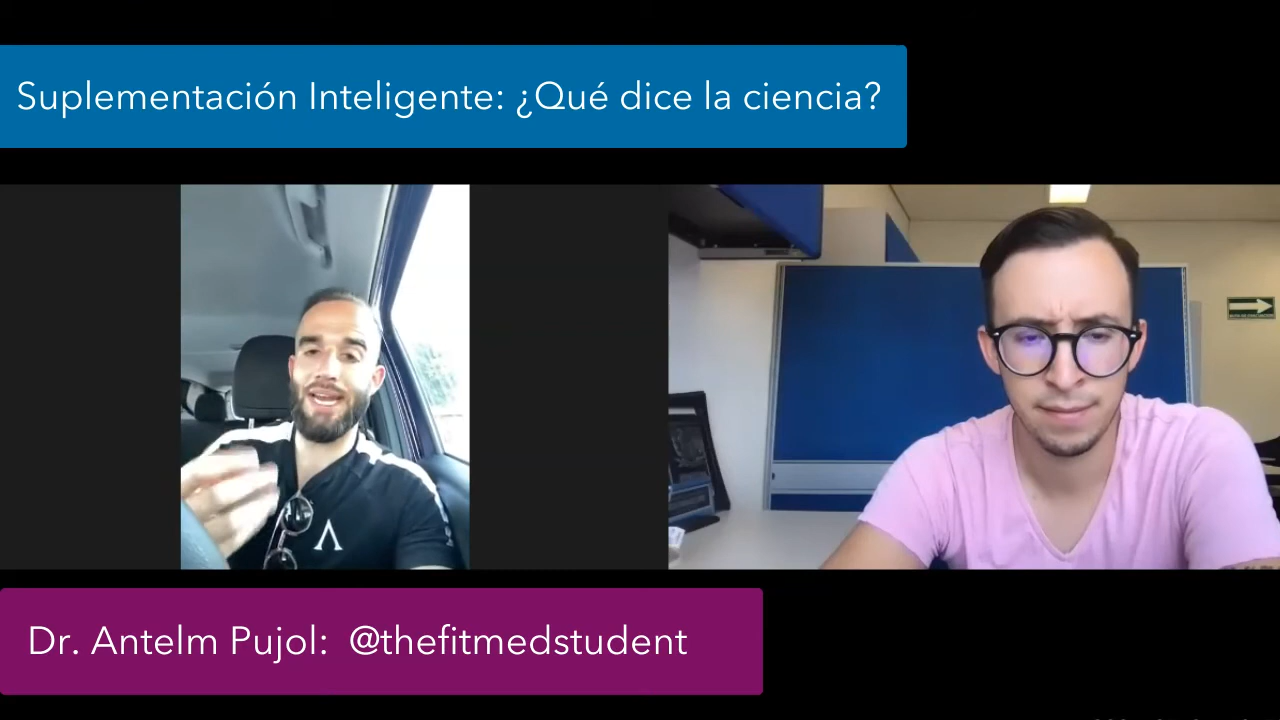 Suplementación Inteligente: ¿Qué dice la ciencia?
Dr. Antelm Pujol: @thefitmedstudent